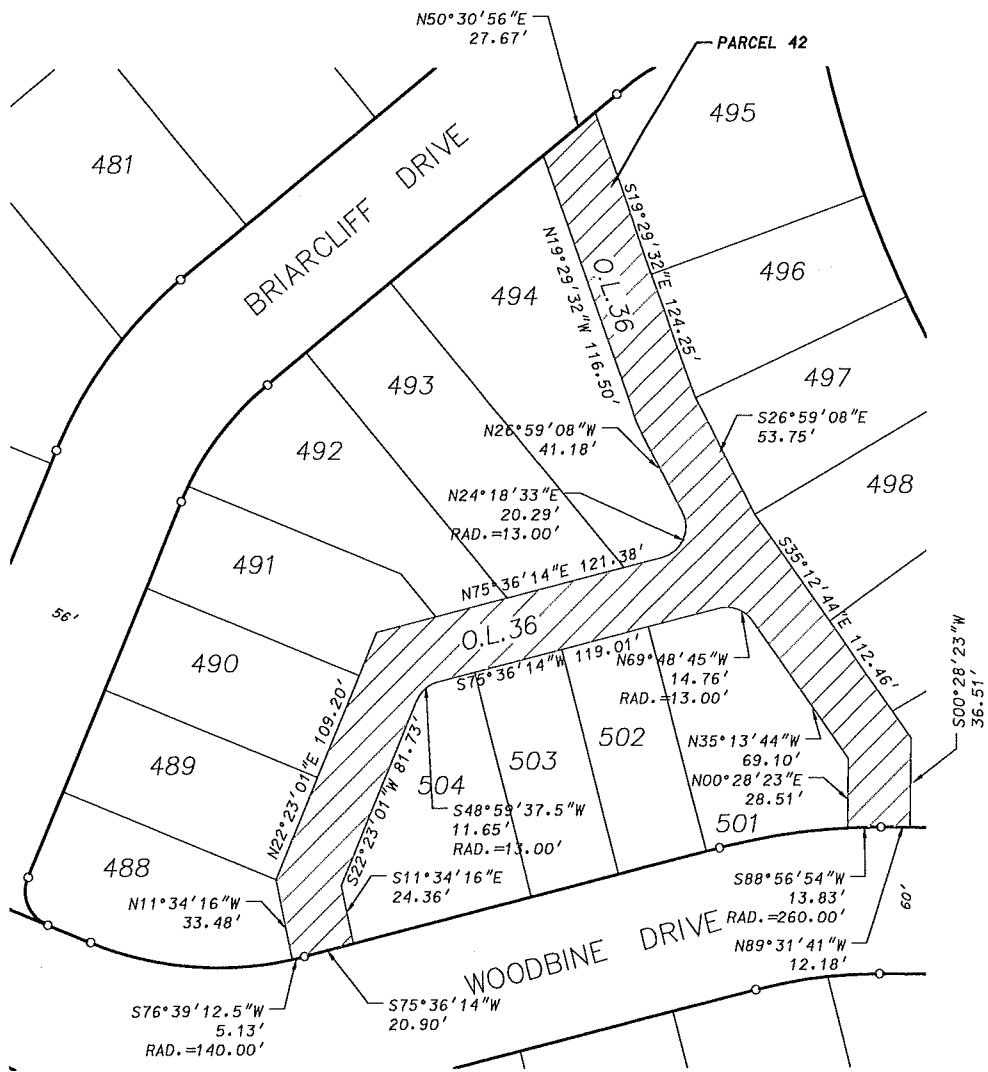 N50°30'56"E
27.67'
PARCEL 42
495
481
BRIARCLIFF DRIVE
S19°29'32"E 124.25'
O.L.36
N19°29'32"W 116.50'
496
494
493
497
S26°59'08"E
53.75'
N26°59'08"W
41.18'
492
498
N24°18'33"E
20.29'
RAD.=13.00'
S35°12'44"E 112.46'
491
N75°36'14"E 121.38'
56'
O.L.36
S75°36'14"W 119.01'
N69°48'45"W
14.76'
RAD.=13.00'
S00°28'23"W
36.51'
490
N22°23'01"E 109.20'
S22°23'01"W 81.73'
N35°13'44"W
69.10'
502
503
489
504
N00°28'23"E
28.51'
S48°59'37.5"W
11.65'
RAD.=13.00'
501
488
S11°34'16"E
24.36'
S88°56'54"W
13.83'
RAD.=260.00'
60'
N11°34'16"W
33.48'
N89°31'41"W
12.18'
WOODBINE DRIVE
S76°39'12.5"W
5.13'
RAD.=140.00'
S75°36'14"W
20.90'